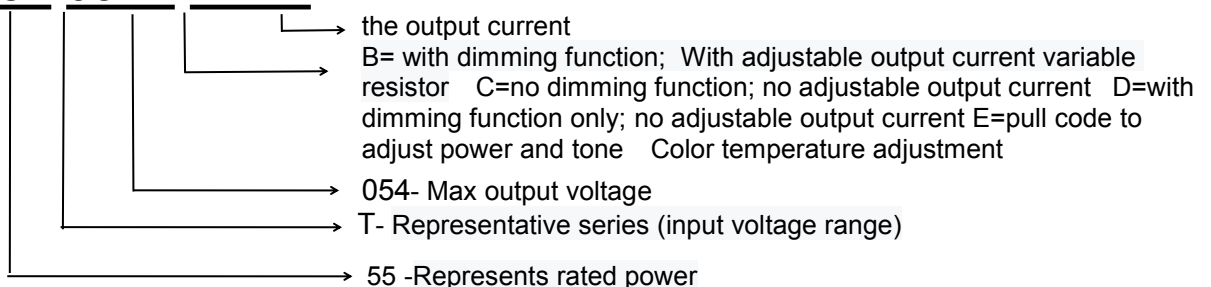 the output current
B= with dimming function; With adjustable output current variable
resistor C=no dimming function; no adjustable output current D=with
dimming function only; no adjustable output current E=pull code to
adjust power and tone Color temperature adjustment
054- Max output voltage
T- Representative series (input voltage range)
55 -Represents rated power